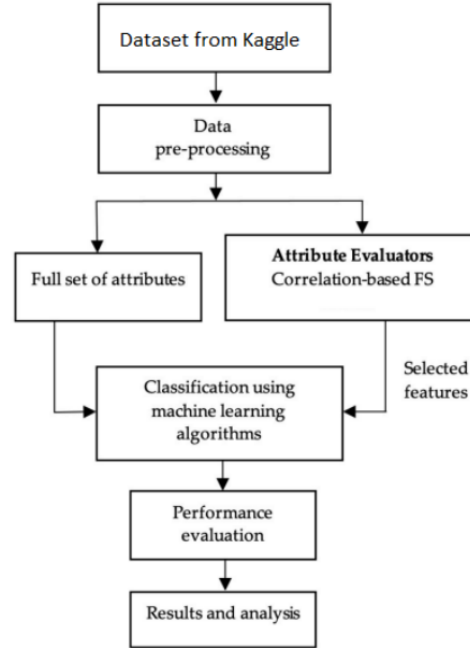 Dataset from Kaggle
Data
pre-processing
Full set of attributes
Attribute Evaluators
Correlation-based FS
Selected
features
Classification using
machine learning
algorithms
Performance
evaluation
Results and analysis